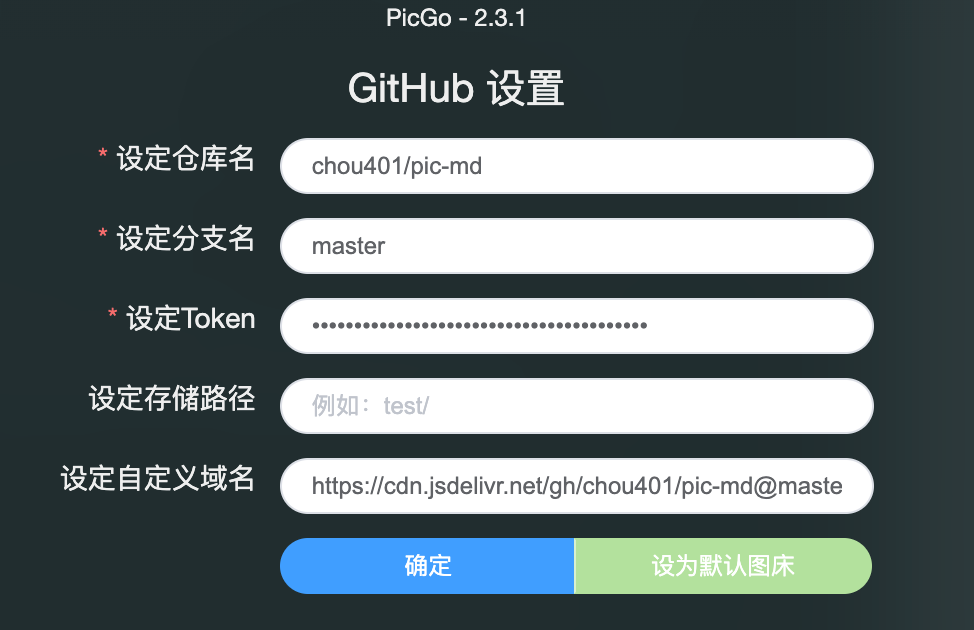 PicGo - 2.3.1
GitHub 设置
* 设定仓库名 chou401/pic-md
* 设定分支名 master
* 设定Token ••••••••••••••••••••••••••••••••••••••••
设定存储路径 例如：test/
设定自定义域名 https://cdn.jsdelivr.net/gh/chou401/pic-md@maste
确定 设为默认图床